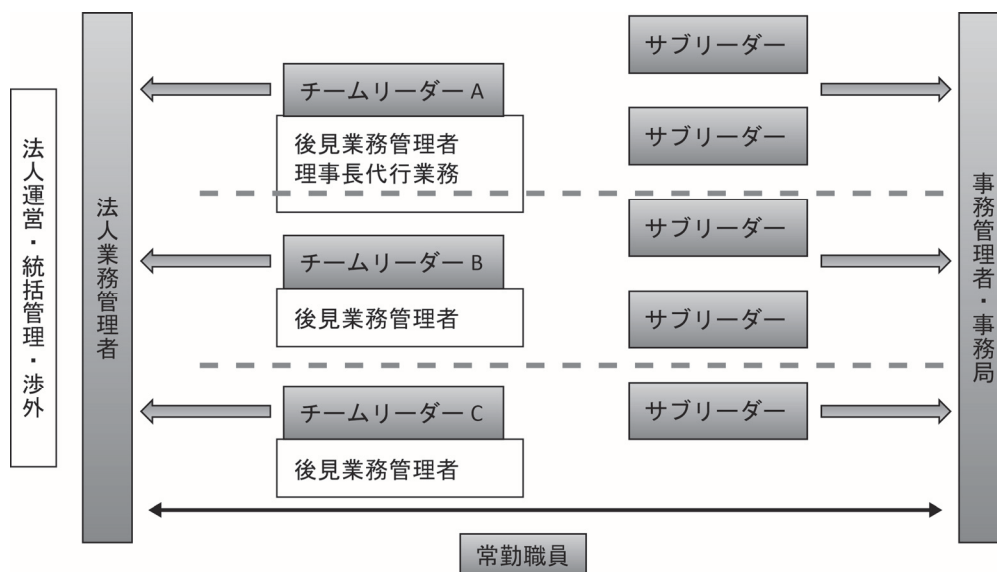 法人運営・統括管理・渉外
法人業務管理者
チームリーダー A
後見業務管理者
理事長代行業務
チームリーダー B
後見業務管理者
チームリーダー C
後見業務管理者
サブリーダー
サブリーダー
サブリーダー
サブリーダー
サブリーダー
事務管理者・事務局
常勤職員